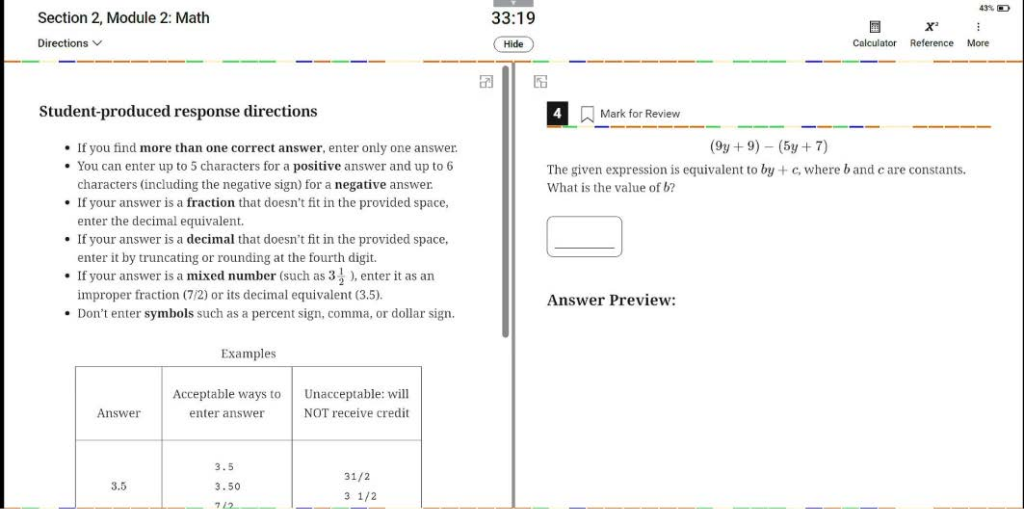 Section 2, Module 2: Math
33:19
43%
Directions
Hide
Calculator
Reference
More
Student-produced response directions
• If you find more than one correct answer, enter only one answer.
• You can enter up to 5 characters for a positive answer and up to 6
characters (including the negative sign) for a negative answer.
• If your answer is a fraction that doesn't fit in the provided space,
enter the decimal equivalent.
• If your answer is a decimal that doesn't fit in the provided space,
enter it by truncating or rounding at the fourth digit.
• If your answer is a mixed number (such as 3 1/2 ), enter it as an
improper fraction (7/2) or its decimal equivalent (3.5).
• Don't enter symbols such as a percent sign, comma, or dollar sign.
Examples
Answer
Acceptable ways to
enter answer
Unacceptable: will
NOT receive credit
3.5
3.5
3.50
7/2
31/2
3 1/2
4
Mark for Review
(9y + 9) − (5y + 7)
The given expression is equivalent to by + c, where b and c are constants.
What is the value of b?
Answer Preview: